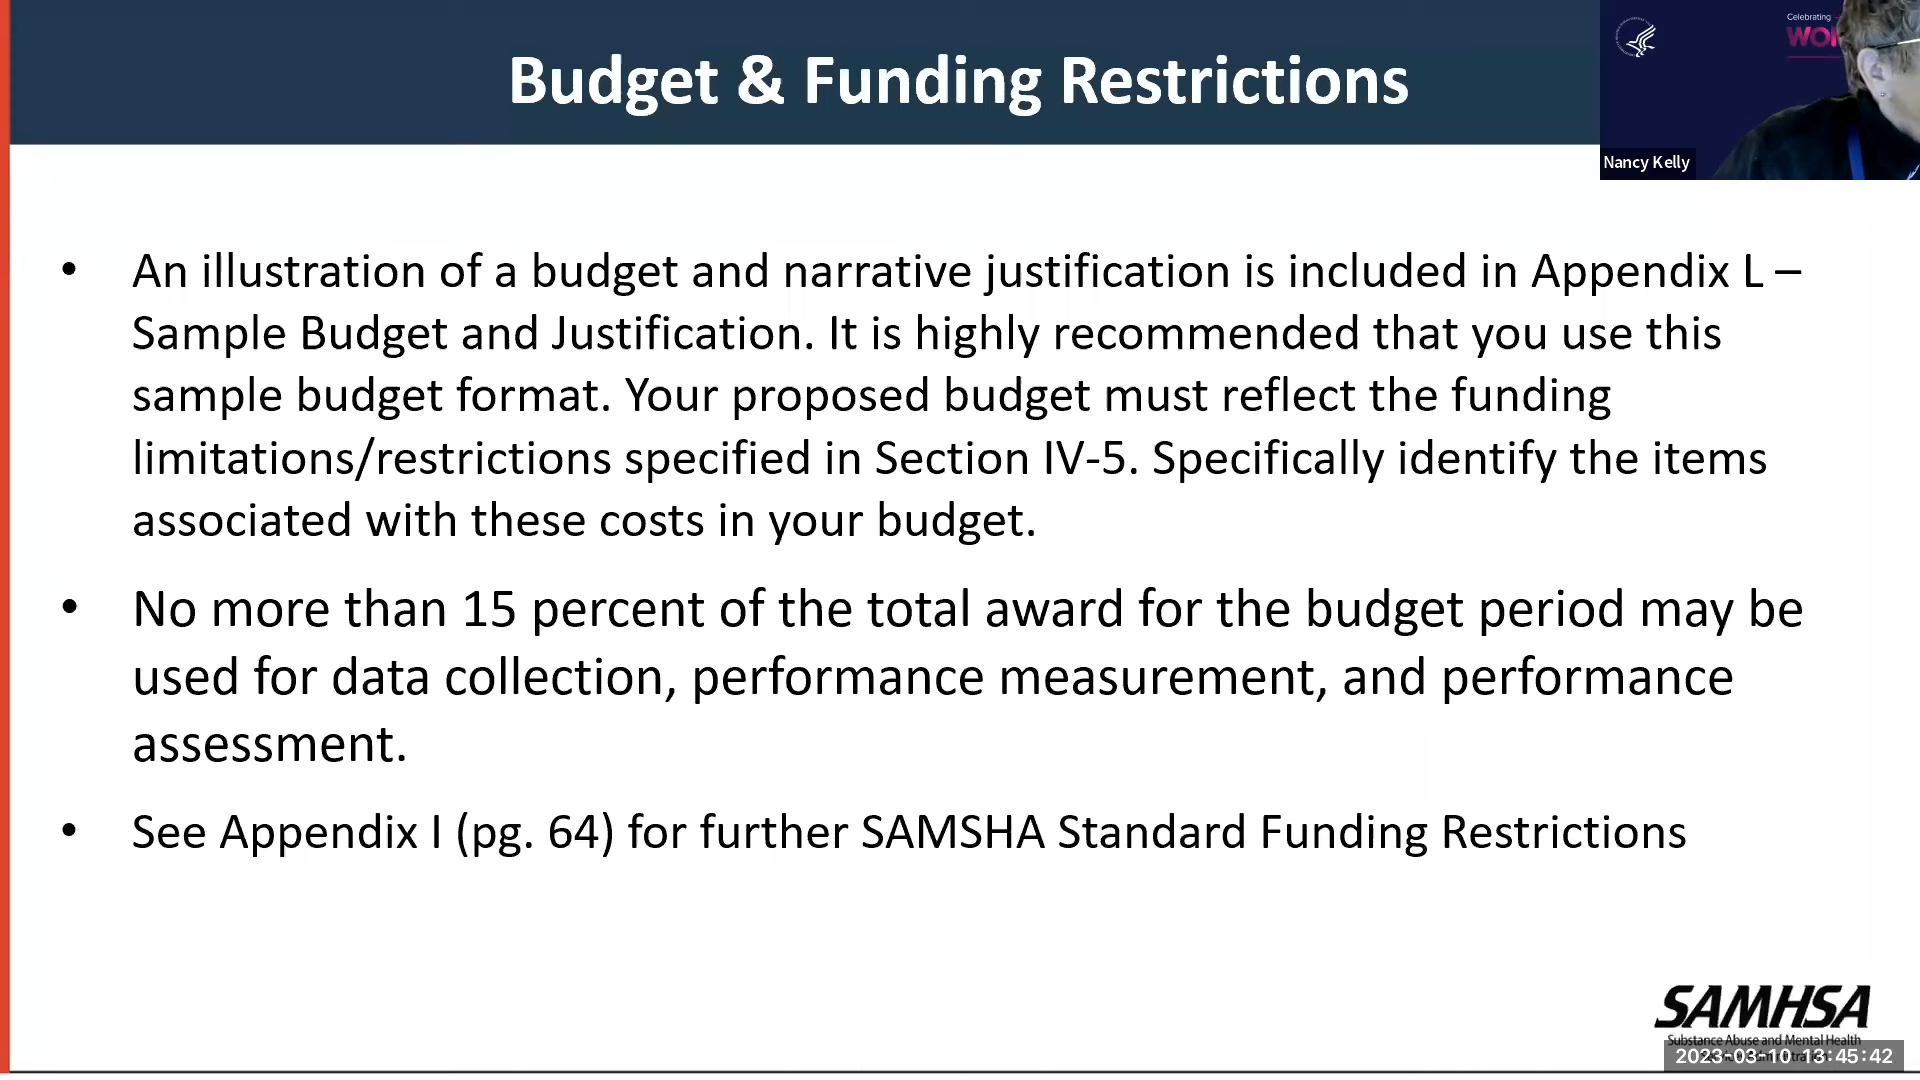 Budget & Funding Restrictions
Celebrating
Nancy Kelly
• An illustration of a budget and narrative justification is included in Appendix L –
Sample Budget and Justification. It is highly recommended that you use this
sample budget format. Your proposed budget must reflect the funding
limitations/restrictions specified in Section IV-5. Specifically identify the items
associated with these costs in your budget.
• No more than 15 percent of the total award for the budget period may be
used for data collection, performance measurement, and performance
assessment.
• See Appendix I (pg. 64) for further SAMSHA Standard Funding Restrictions
SAMHSA
Substance Abuse and Mental Health
2023-03-10 13:45:42